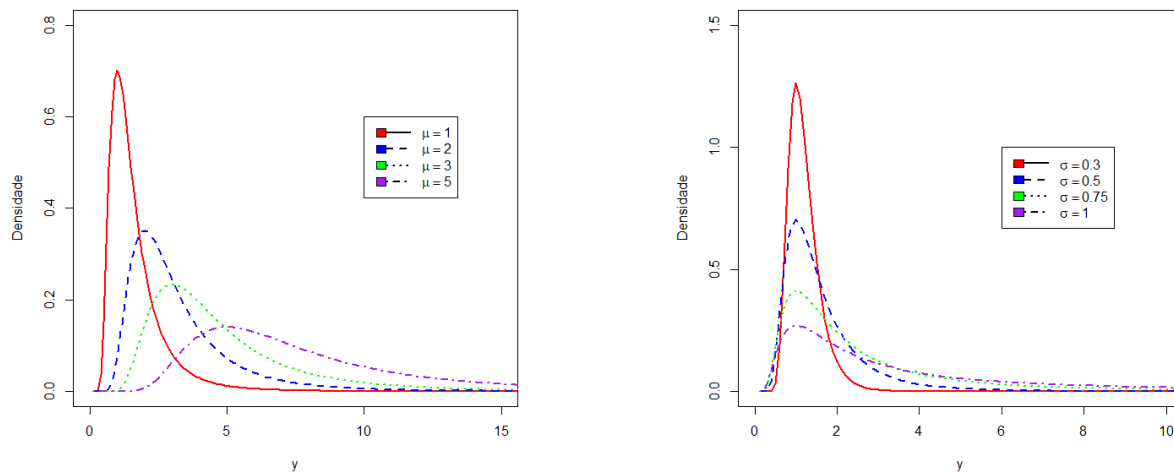 0.8
0.6
0.4
0.2
0.0
Densidade
0 5 10 15
y
μ = 1
μ = 2
μ = 3
μ = 5
1.5
1.0
0.5
0.0
Densidade
0 2 4 6 8 10
y
σ = 0.3
σ = 0.5
σ = 0.75
σ = 1